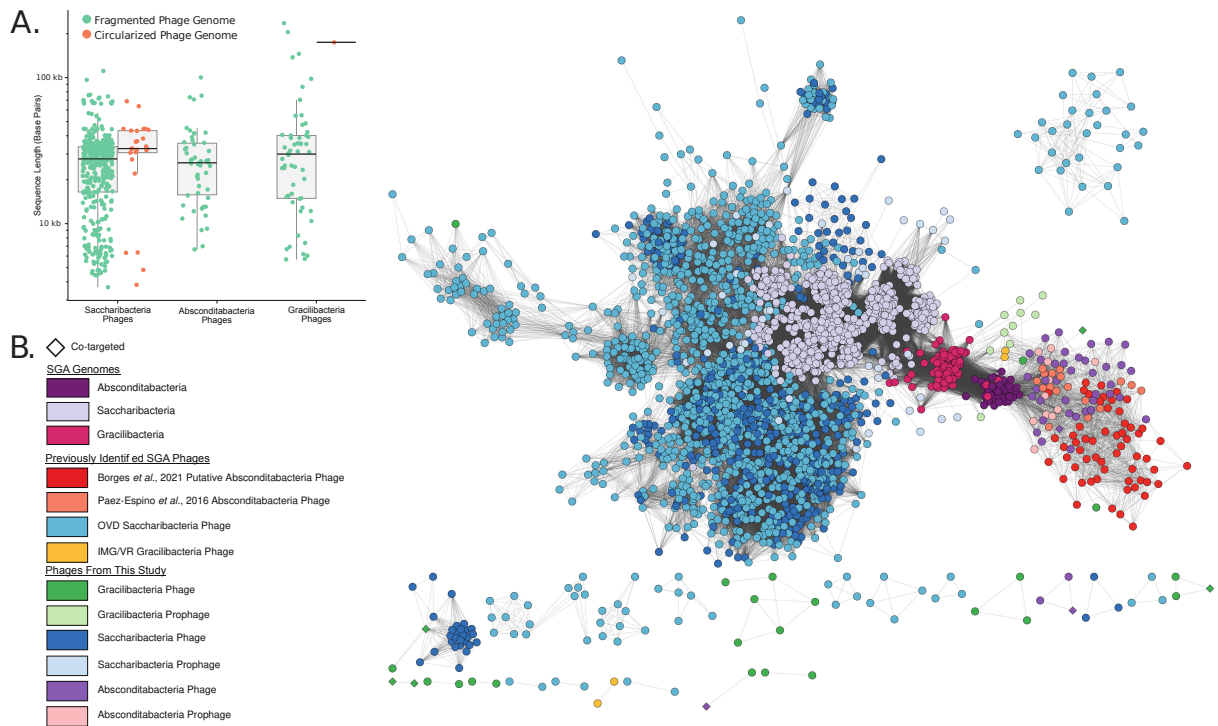 A.
Fragmented Phage Genome
Circularized Phage Genome
Sequence Length (Base Pairs)
100 kb
10 kb
Saccharibacteria
Phages
Absconditabacteria
Phages
Gracilibacteria
Phages
B.
Co-targeted
SGA Genomes
Absconditabacteria
Saccharibacteria
Gracilibacteria
Previously Identifed SGA Phages
Borges et al., 2021 Putative Absconditabacteria Phage
Paez-Espino et al., 2016 Absconditabacteria Phage
OVD Saccharibacteria Phage
IMG/VR Gracilibacteria Phage
Phages From This Study
Gracilibacteria Phage
Gracilibacteria Prophage
Saccharibacteria Phage
Saccharibacteria Prophage
Absconditabacteria Phage
Absconditabacteria Prophage